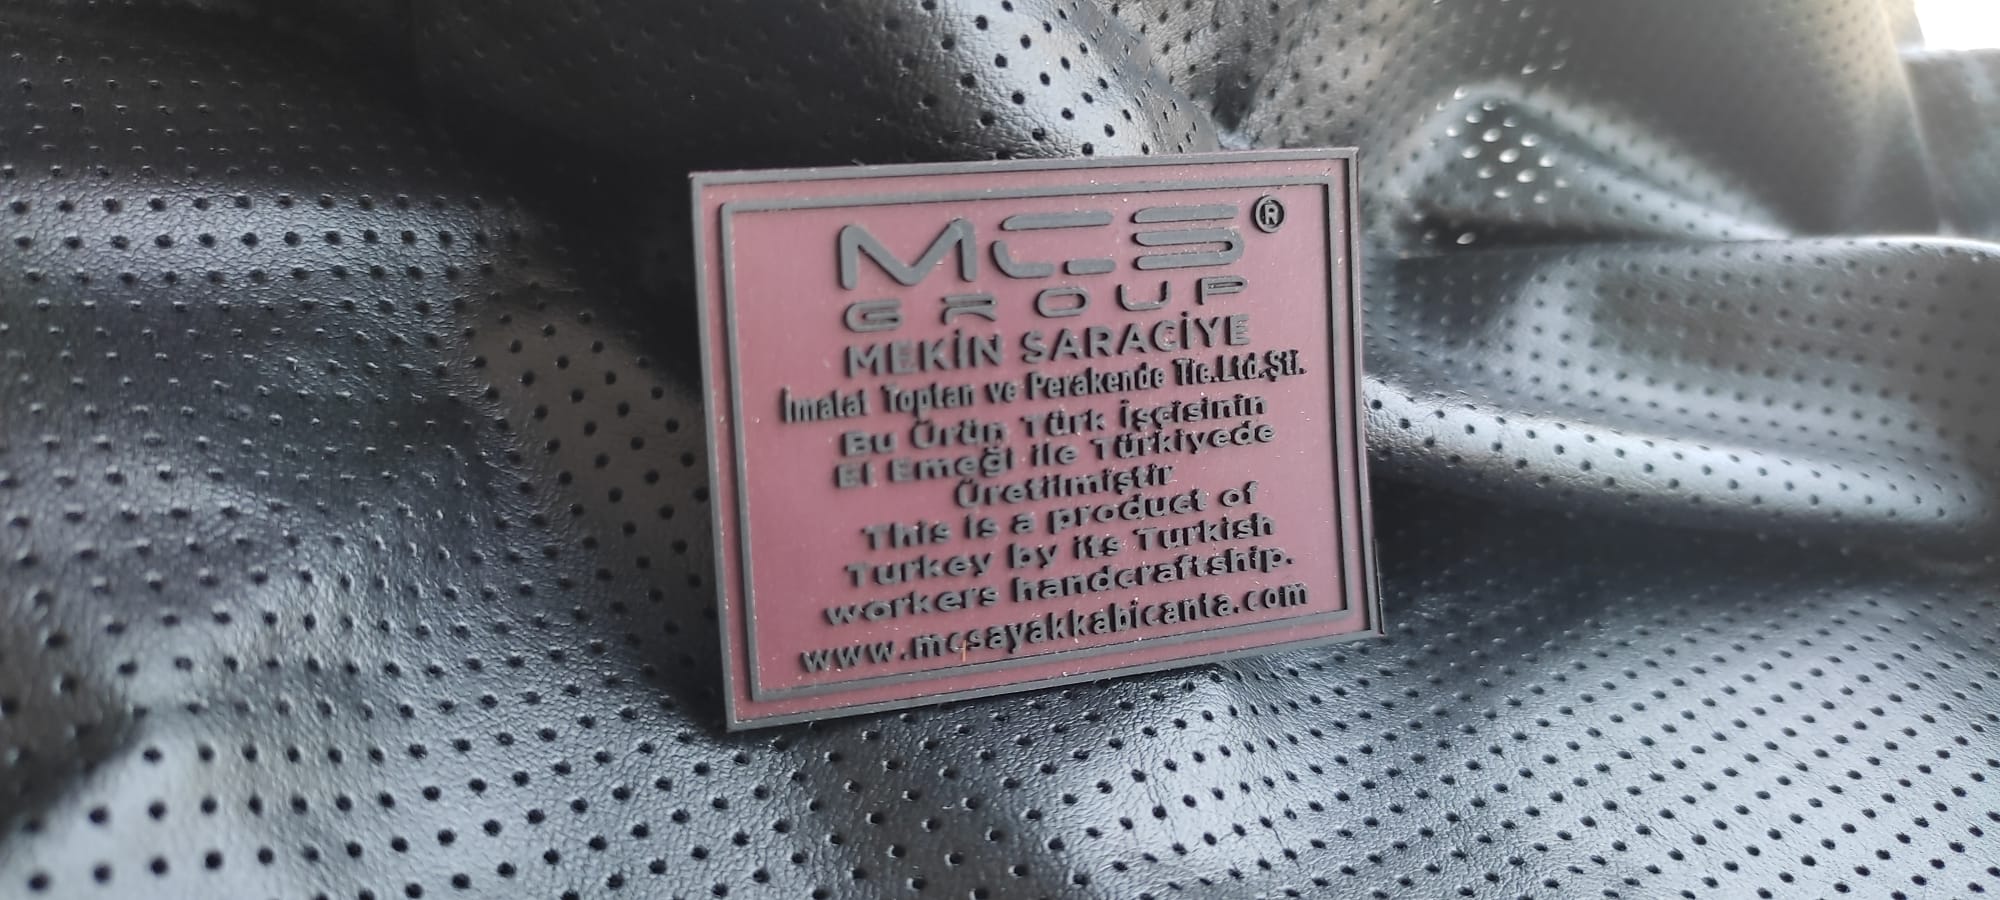 MCS®
GROUP
MEKİN SARACİYE
İmalat Toptan ve Perakende Tic.Ltd.Şti.
Bu Ürün Türk İşçisinin
El Emeği ile Türkiyede
Üretilmiştir
This is a product of
Turkey by its Turkish
workers handcraftship.
www.mcsayakkabicanta.com